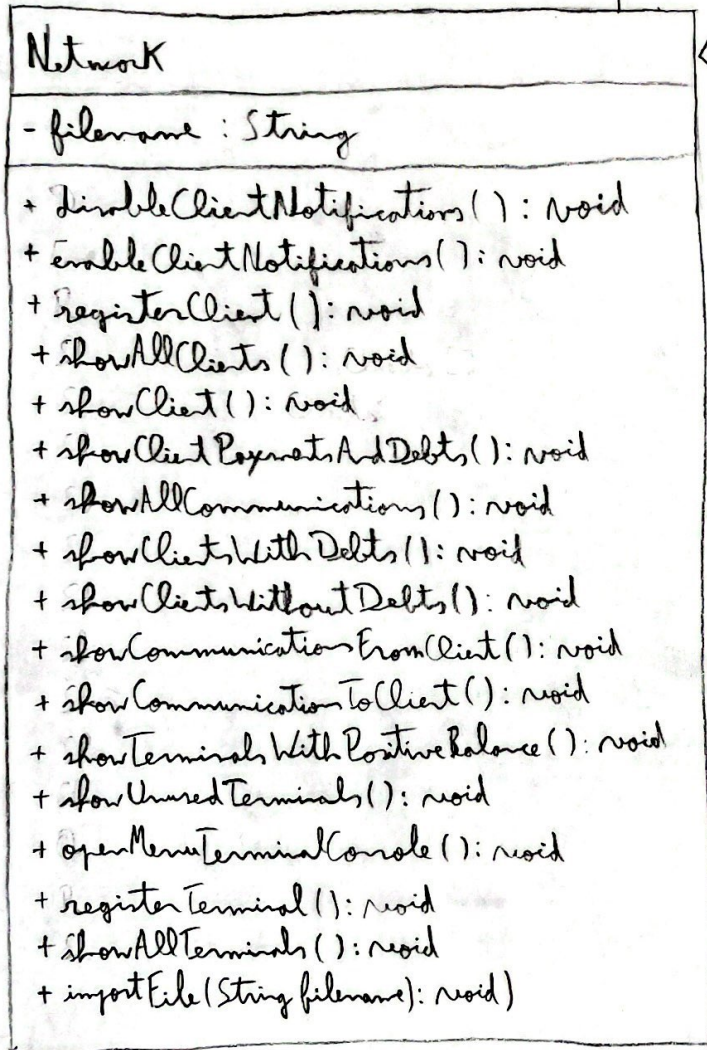 Network
- filename : String
+ disableClientNotifications() : void
+ enableClientNotifications() : void
+ registerClient() : void
+ showAllClients() : void
+ showClient() : void
+ showClientPaymentsAndDebts() : void
+ showAllCommunications() : void
+ showClientsWithDebts() : void
+ showClientsWithoutDebts() : void
+ showCommunicationsFromClient() : void
+ showCommunicationsToClient() : void
+ showTerminalsWithPositiveBalance() : void
+ showUnusedTerminals() : void
+ openMenuTerminalConsole() : void
+ registerTerminal() : void
+ showAllTerminals() : void
+ importFile(String filename) : void)